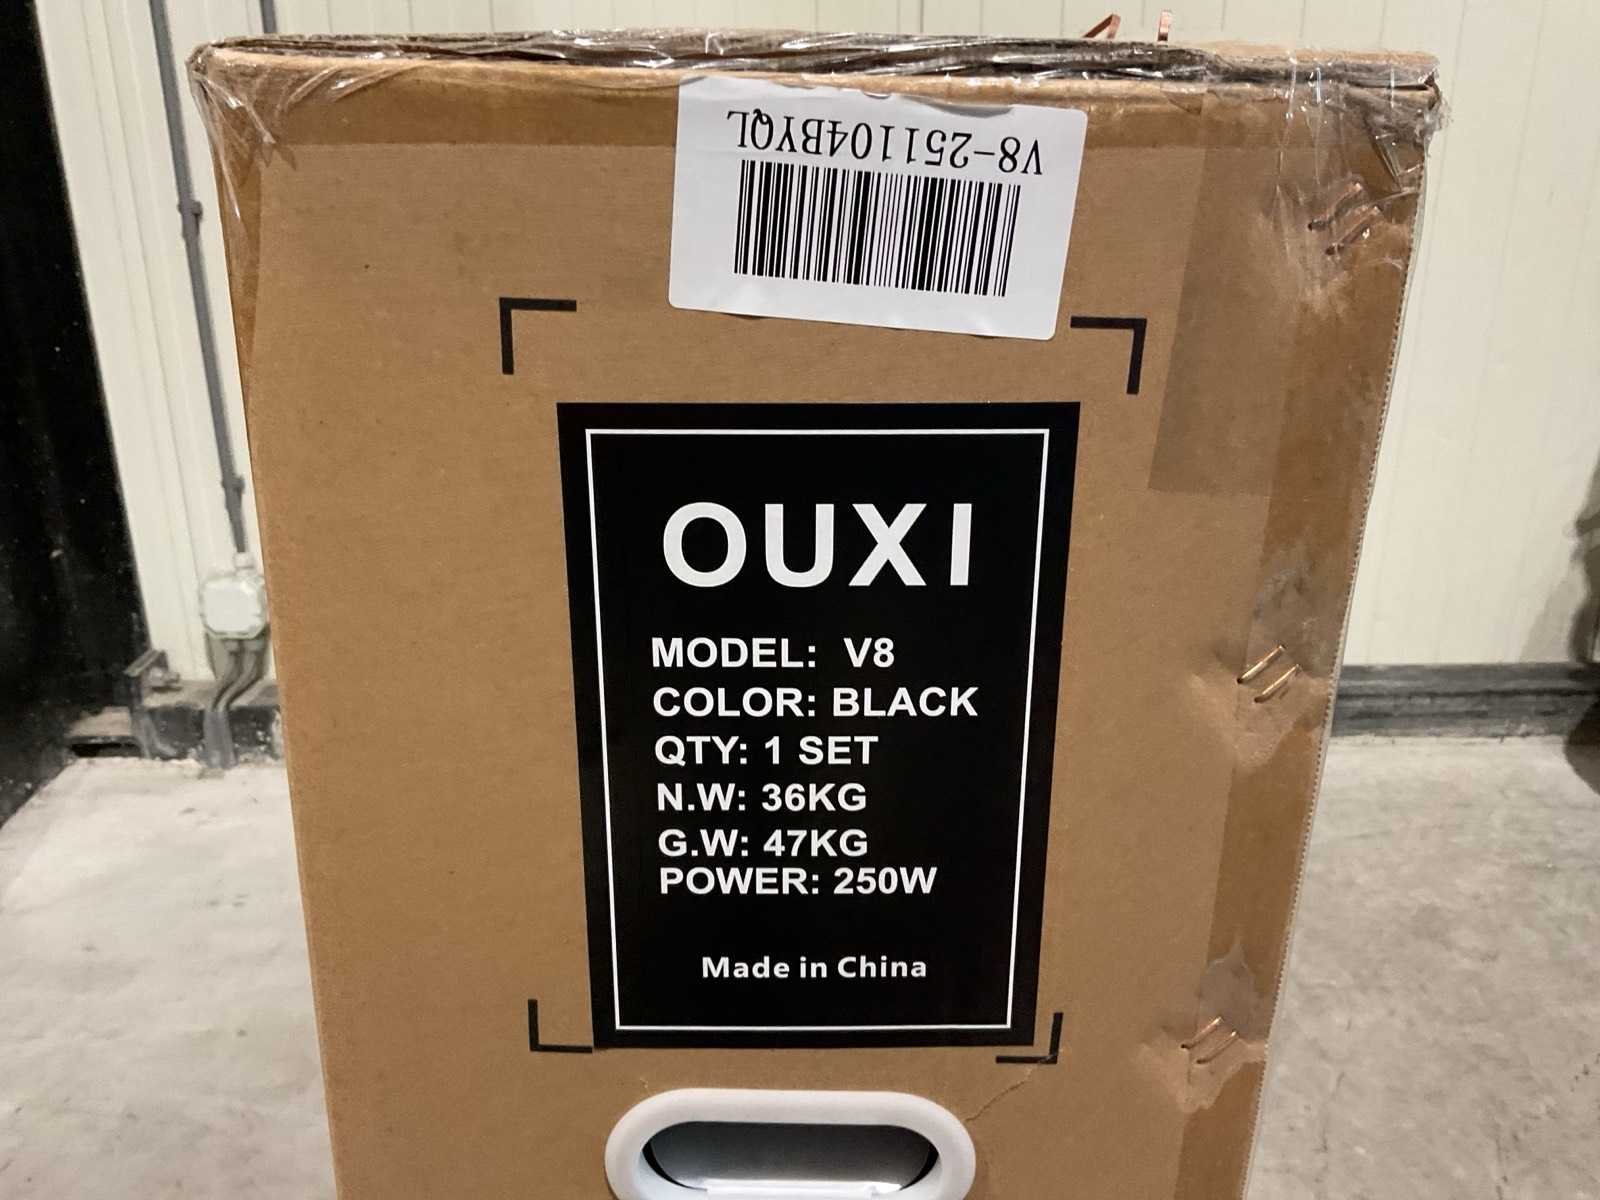 V8-251104BYQL
OUXI
MODEL: V8
COLOR: BLACK
QTY: 1 SET
N.W: 36KG
G.W: 47KG
POWER: 250W
Made in China